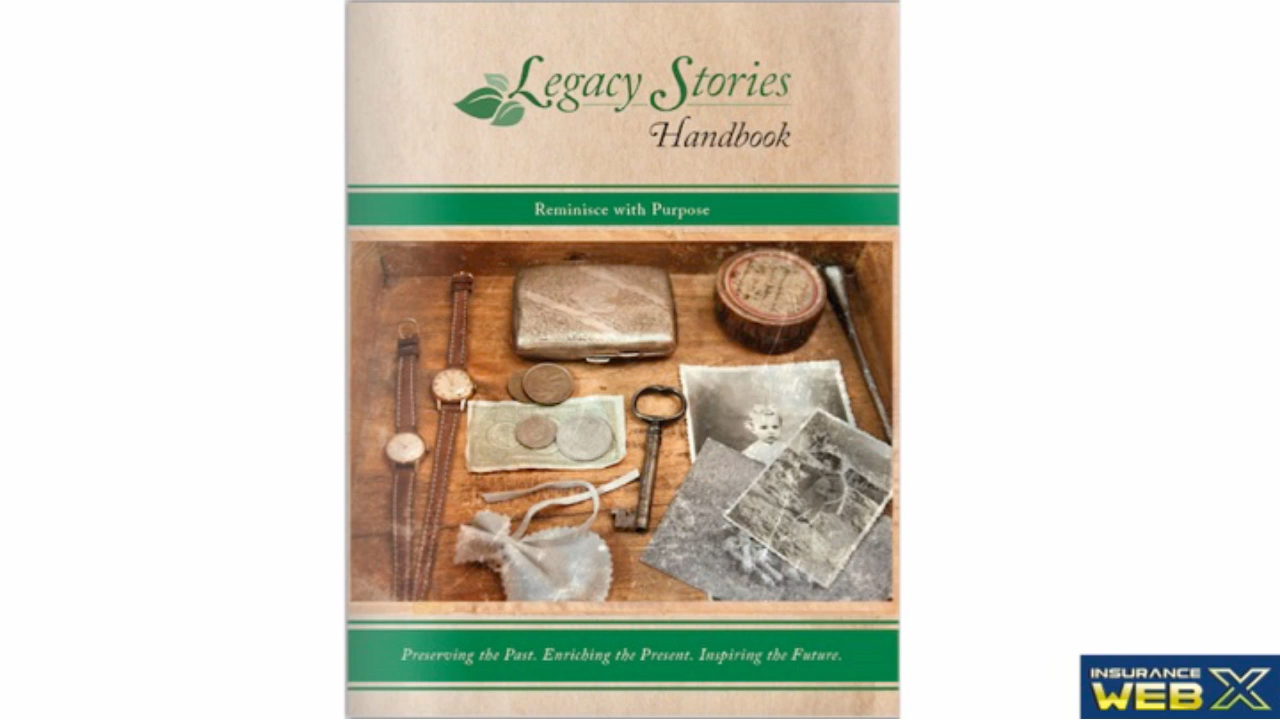 Legacy Stories
Handbook
Reminisce with Purpose
Preserving the Past. Enriching the Present. Inspiring the Future.
INSURANCE
WEB X